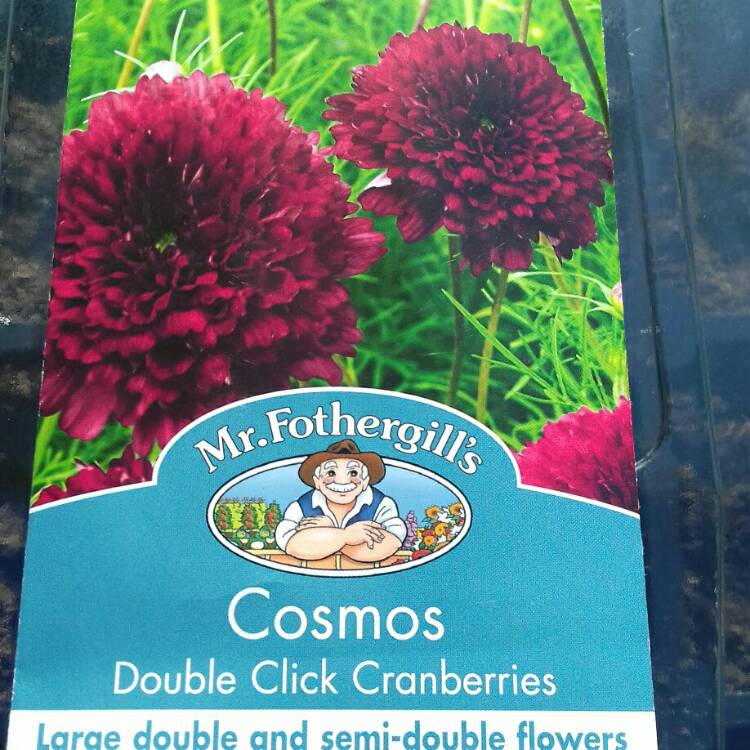 Mr. Fothergill's
Cosmos
Double Click Cranberries
Large double and semi-double flowers